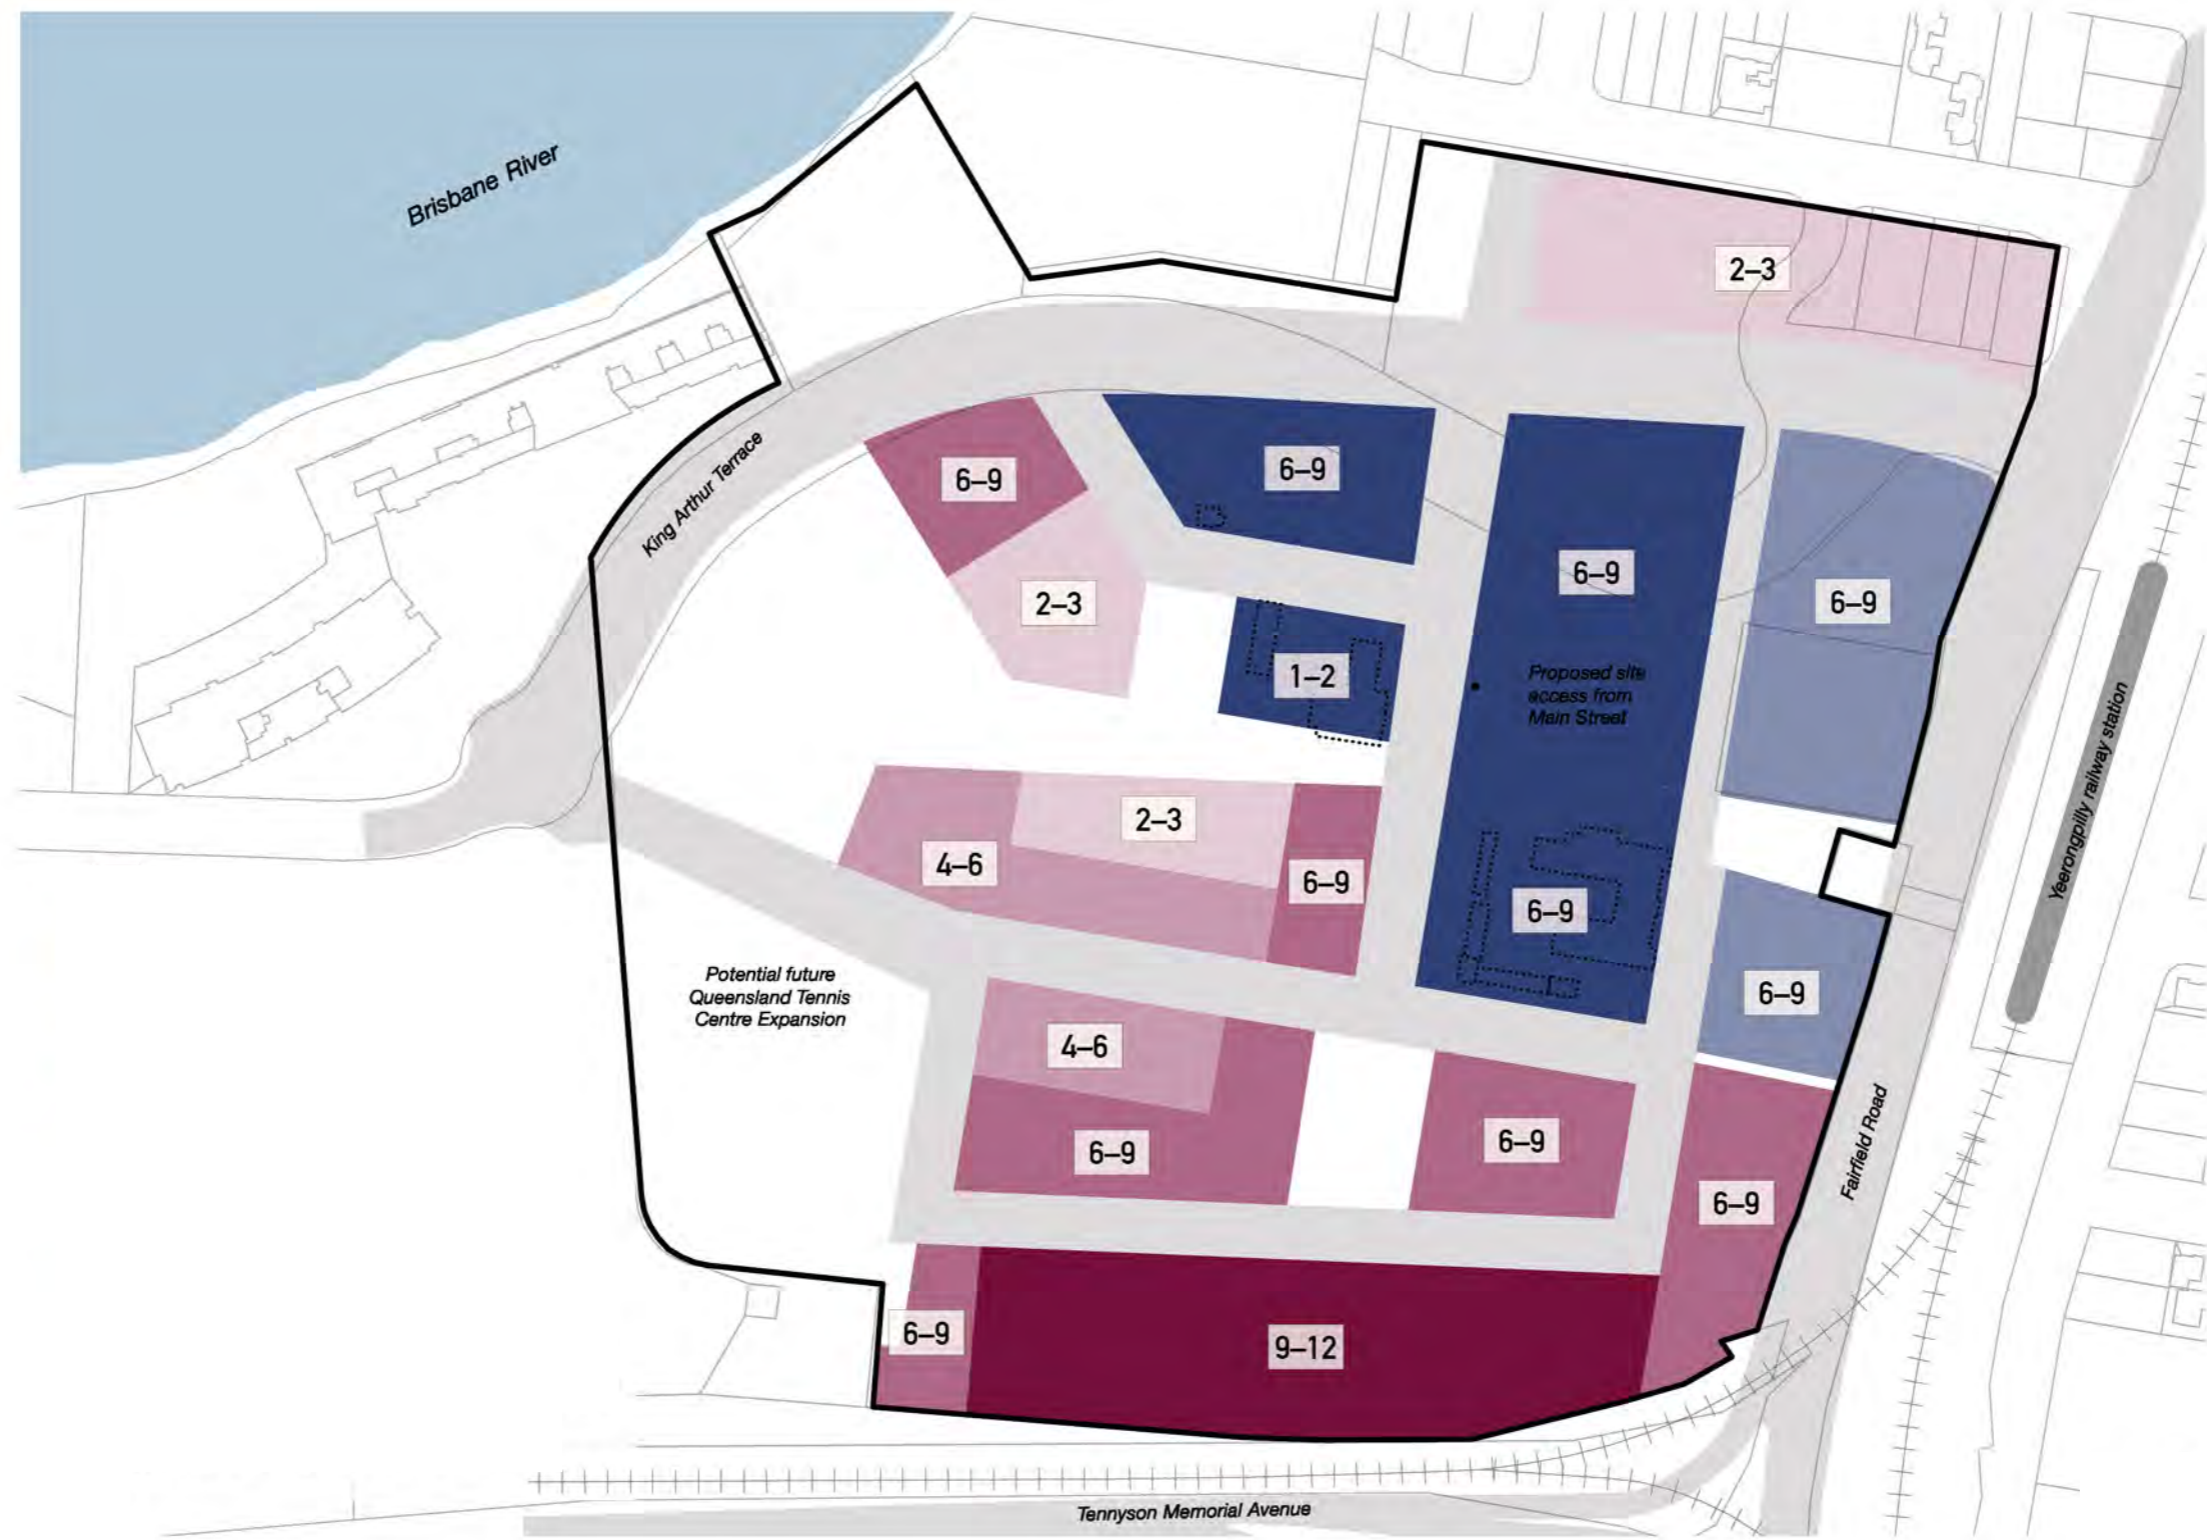 Brisbane River
2–3
King Arthur Terrace
6–9
6–9
6–9
6–9
2–3
1–2
Proposed site
access from
Main Street
Yeerongpilly railway station
2–3
4–6
6–9
6–9
Potential future
Queensland Tennis
Centre Expansion
6–9
4–6
6–9
6–9
6–9
Fairfield Road
6–9
9–12
Tennyson Memorial Avenue